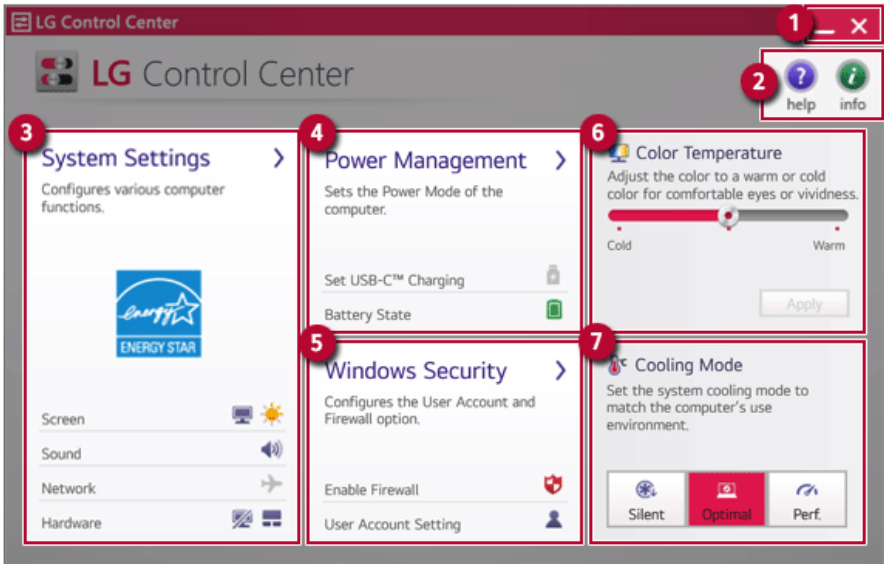 LG Control Center
1
LG Control Center
2
help
info
3
System Settings
Configures various computer
functions.
energy
ENERGY STAR
Screen
Sound
Network
Hardware
4
Power Management
Sets the Power Mode of the
computer.
Set USB-C™ Charging
Battery State
5
Windows Security
Configures the User Account and
Firewall option.
Enable Firewall
User Account Setting
6
Color Temperature
Adjust the color to a warm or cold
color for comfortable eyes or vividness.
Cold
Warm
Apply
7
°C Cooling Mode
Set the system cooling mode to
match the computer's use
environment.
Silent
Optimal
Perf.